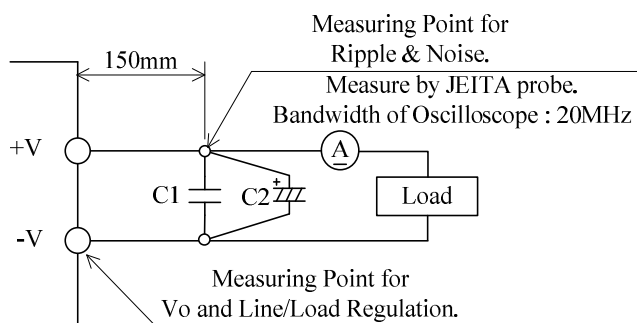 Measuring Point for
Ripple & Noise.
150mm
Measure by JEITA probe.
Bandwidth of Oscilloscope : 20MHz
+V
A
C1
+
C2
Load
-V
Measuring Point for
Vo and Line/Load Regulation.